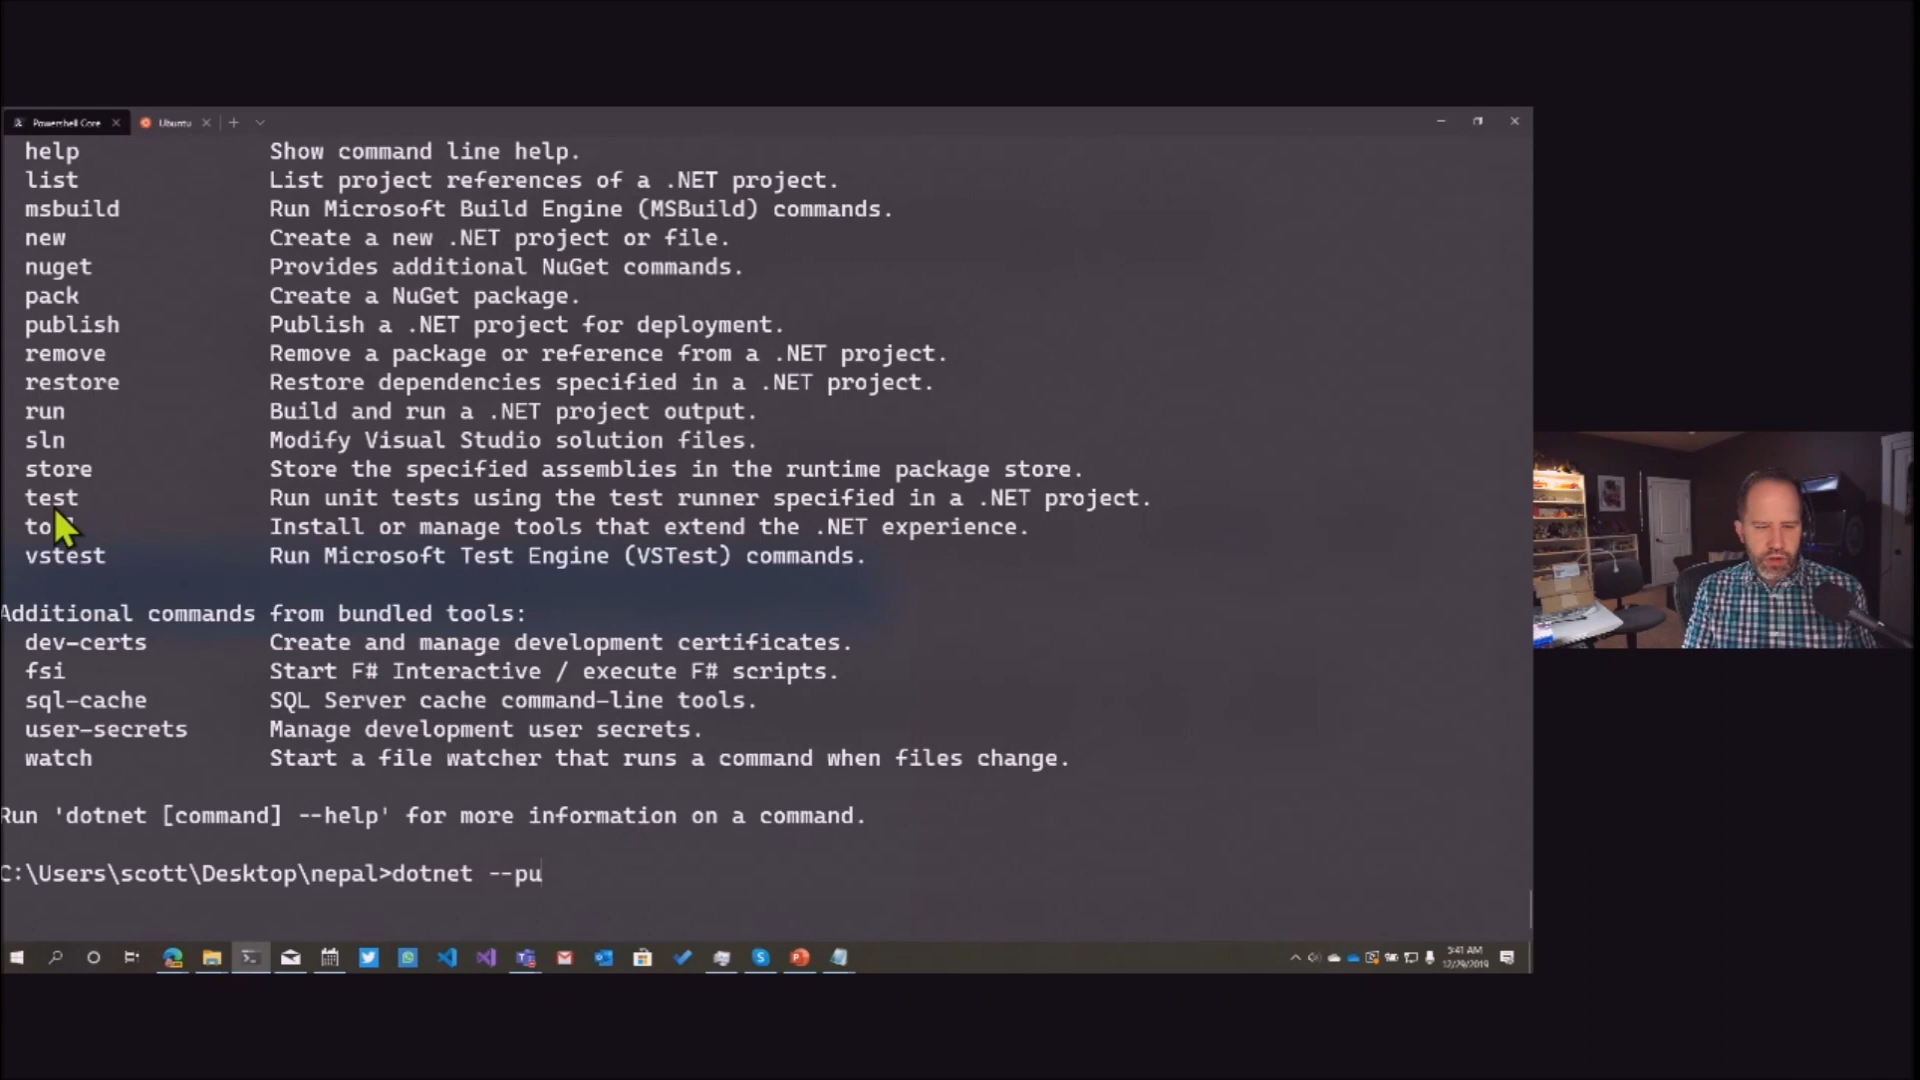 Powershell Core
Ubuntu
help Show command line help.
list List project references of a .NET project.
msbuild Run Microsoft Build Engine (MSBuild) commands.
new Create a new .NET project or file.
nuget Provides additional NuGet commands.
pack Create a NuGet package.
publish Publish a .NET project for deployment.
remove Remove a package or reference from a .NET project.
restore Restore dependencies specified in a .NET project.
run Build and run a .NET project output.
sln Modify Visual Studio solution files.
store Store the specified assemblies in the runtime package store.
test Run unit tests using the test runner specified in a .NET project.
Install or manage tools that extend the .NET experience.
vstest Run Microsoft Test Engine (VSTest) commands.
Additional commands from bundled tools:
dev-certs Create and manage development certificates.
fsi Start F# Interactive / execute F# scripts.
sql-cache SQL Server cache command-line tools.
user-secrets Manage development user secrets.
watch Start a file watcher that runs a command when files change.
Run 'dotnet [command] --help' for more information on a command.
C:\Users\scott\Desktop\nepal>dotnet --pu
5:41 AM
12/29/2019